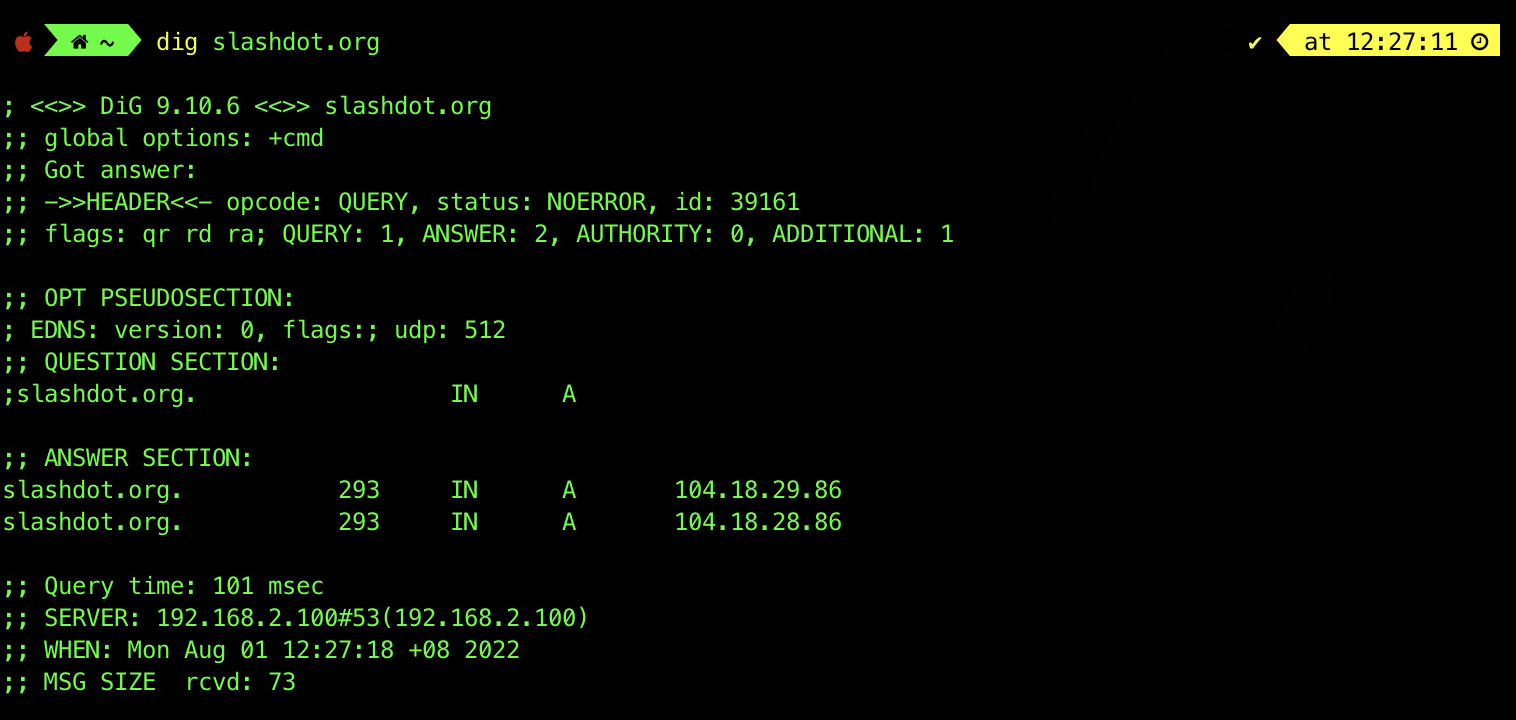 ~ dig slashdot.org ✔ at 12:27:11
; <<>> DiG 9.10.6 <<>> slashdot.org
;; global options: +cmd
;; Got answer:
;; ->>HEADER<<- opcode: QUERY, status: NOERROR, id: 39161
;; flags: qr rd ra; QUERY: 1, ANSWER: 2, AUTHORITY: 0, ADDITIONAL: 1
;; OPT PSEUDOSECTION:
; EDNS: version: 0, flags:; udp: 512
;; QUESTION SECTION:
;slashdot.org. IN A
;; ANSWER SECTION:
slashdot.org. 293 IN A 104.18.29.86
slashdot.org. 293 IN A 104.18.28.86
;; Query time: 101 msec
;; SERVER: 192.168.2.100#53(192.168.2.100)
;; WHEN: Mon Aug 01 12:27:18 +08 2022
;; MSG SIZE  rcvd: 73